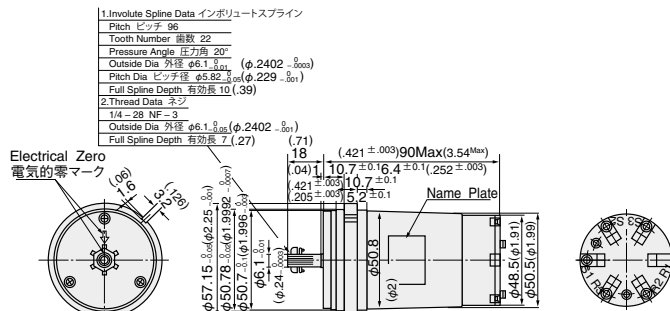 1.Involute Spline Data インボリュートスプライン
Pitch ピッチ 96
Tooth Number 歯数 22
Pressure Angle 圧力角 20°
Outside Dia 外径 φ6.1 0 -0.01 (φ.2402 0 -.0003)
Pitch Dia ピッチ径 φ5.82 0 -0.05 (φ.229 0 -.001)
Full Spline Depth 有効長 10 (.39)
2.Thread Data ネジ
1/4 – 28 NF – 3
Outside Dia 外径 φ6.1 0 -0.05 (φ.2402 0 -.001)
Full Spline Depth 有効長 7 (.27)
(.71)
18
(.421 ±.003) 90Max (3.54Max)
(.04) 1
10.7 ±0.1 6.4 ±0.1 (.252 ±.003)
(.421 ±.003)
10.7 ±0.1
(.205 ±.003)
5.2 ±0.1
Electrical Zero
電気的零マーク
(.06)
1.6
3.2
(.126)
Name Plate
φ57.15 (φ2.25 -.001)
φ50.78 (φ1.9992 -.0007)
φ50.7 -0.1 (φ1.996
φ6.1 -0.01
(φ.24
φ50.8
(φ2)
φ48.5 (φ1.91)
φ50.5 (φ1.99)
S3 S2
R1
R2